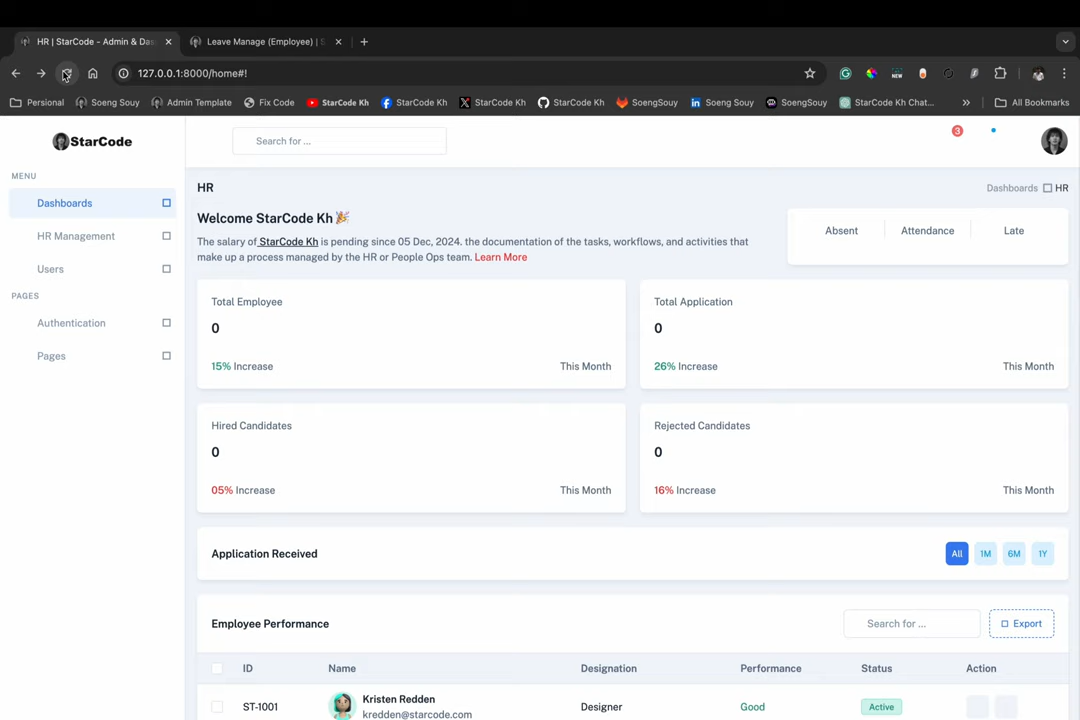 HR | StarCode - Admin & Das
Leave Manage (Employee) | S
127.0.0.1:8000/home#!
Personal
Soeng Souy
Admin Template
Fix Code
StarCode Kh
StarCode Kh
StarCode Kh
StarCode Kh
SoengSouy
Soeng Souy
SoengSouy
StarCode Kh Chat...
All Bookmarks
StarCode
Search for ...
3
MENU
Dashboards
HR Management
Users
PAGES
Authentication
Pages
HR
Dashboards
HR
Welcome StarCode Kh
The salary of StarCode Kh is pending since 05 Dec, 2024. the documentation of the tasks, workflows, and activities that
make up a process managed by the HR or People Ops team. Learn More
Absent
Attendance
Late
Total Employee
0
15% Increase
This Month
Total Application
0
26% Increase
This Month
Hired Candidates
0
05% Increase
This Month
Rejected Candidates
0
16% Increase
This Month
Application Received
All
1M
6M
1Y
Employee Performance
Search for ...
Export
ID
Name
Designation
Performance
Status
Action
ST-1001
Kristen Redden
kredden@starcode.com
Designer
Good
Active